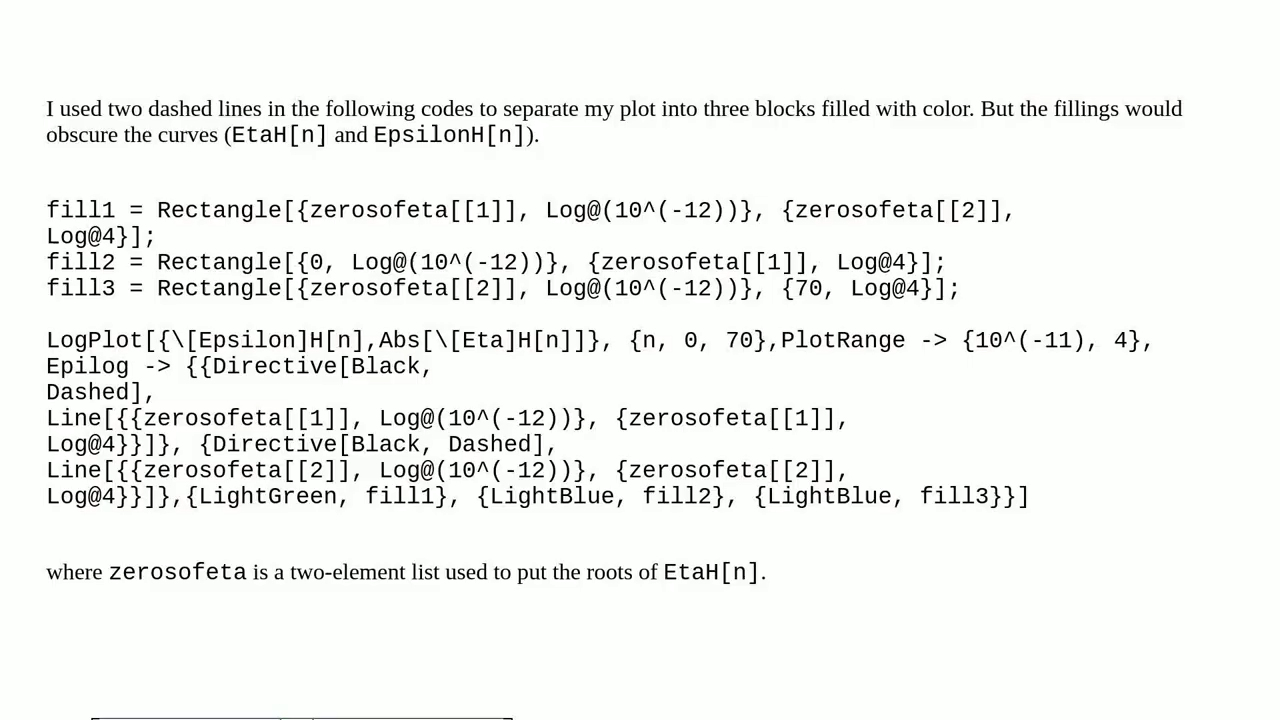 I used two dashed lines in the following codes to separate my plot into three blocks filled with color. But the fillings would
obscure the curves (EtaH[n] and EpsilonH[n]).
fill1 = Rectangle[{zerosofeta[[1]], Log@(10^(-12))}, {zerosofeta[[2]],
Log@4}];
fill2 = Rectangle[{0, Log@(10^(-12))}, {zerosofeta[[1]], Log@4}];
fill3 = Rectangle[{zerosofeta[[2]], Log@(10^(-12))}, {70, Log@4}];
LogPlot[{\[Epsilon]H[n],Abs[\[Eta]H[n]]}, {n, 0, 70},PlotRange -> {10^(-11), 4},
Epilog -> {{Directive[Black,
Dashed],
Line[{{zerosofeta[[1]], Log@(10^(-12))}, {zerosofeta[[1]],
Log@4}}]}, {Directive[Black, Dashed],
Line[{{zerosofeta[[2]], Log@(10^(-12))}, {zerosofeta[[2]],
Log@4}}]},{LightGreen, fill1}, {LightBlue, fill2}, {LightBlue, fill3}}]
where zerosofeta is a two-element list used to put the roots of EtaH[n].